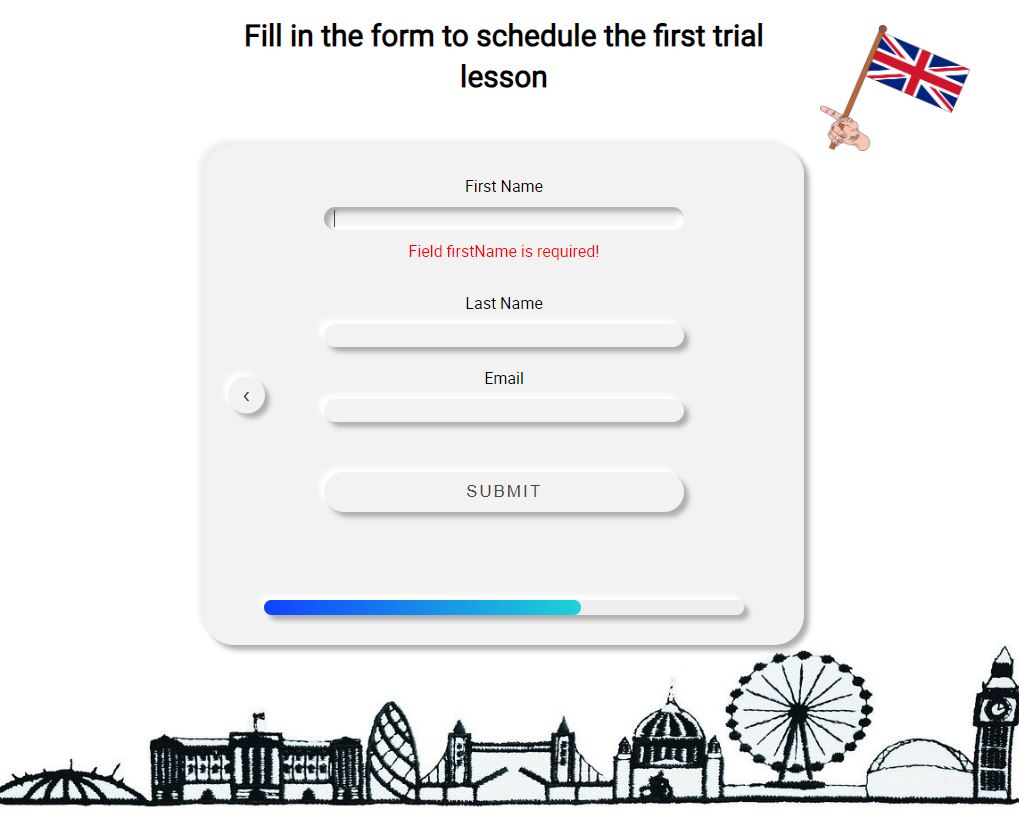 Fill in the form to schedule the first trial
lesson
First Name
Field firstName is required!
Last Name
Email
‹
SUBMIT